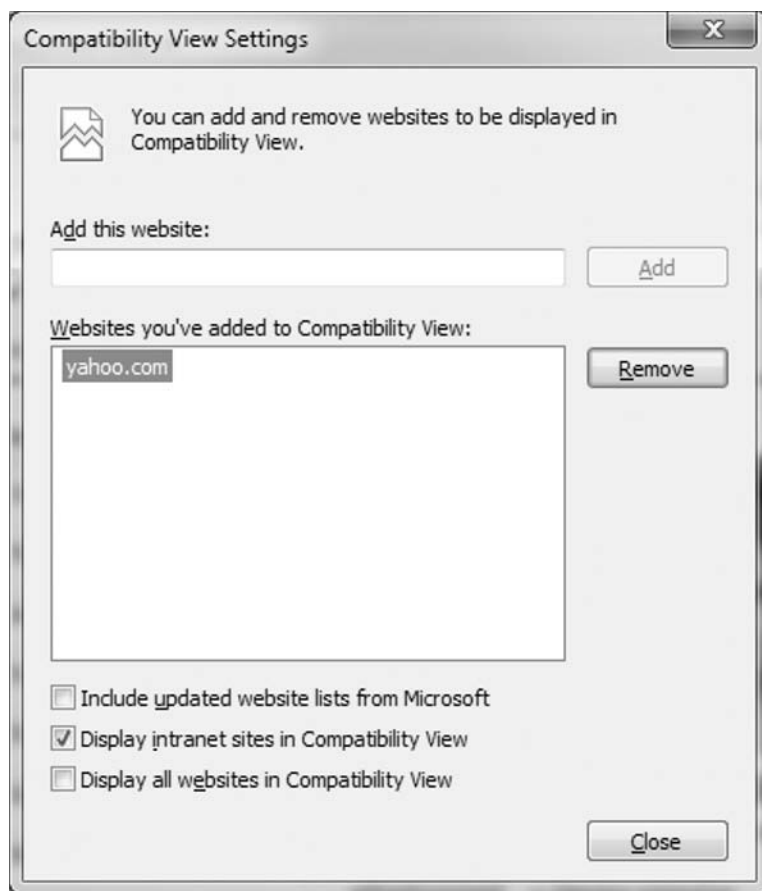 Compatibility View Settings
You can add and remove websites to be displayed in
Compatibility View.
Add this website:
Add
Websites you've added to Compatibility View:
yahoo.com
Remove
Include updated website lists from Microsoft
Display intranet sites in Compatibility View
Display all websites in Compatibility View
Close